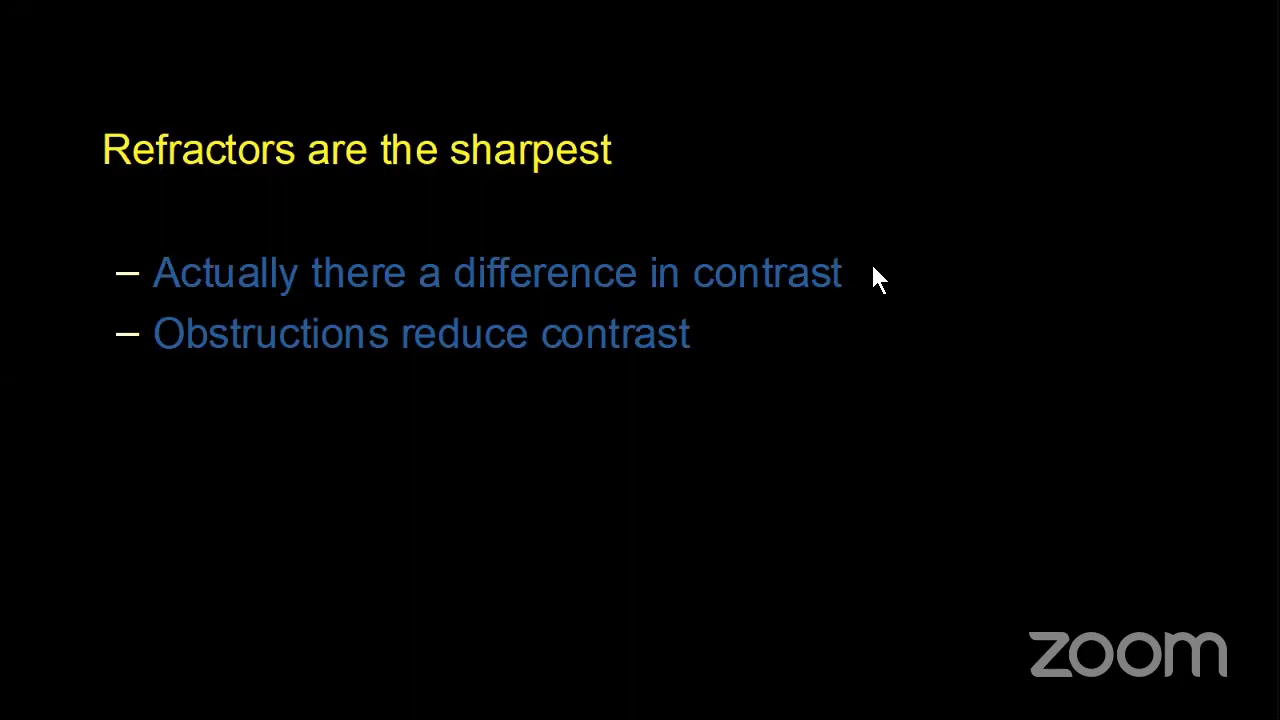 Refractors are the sharpest
– Actually there a difference in contrast
– Obstructions reduce contrast
zoom